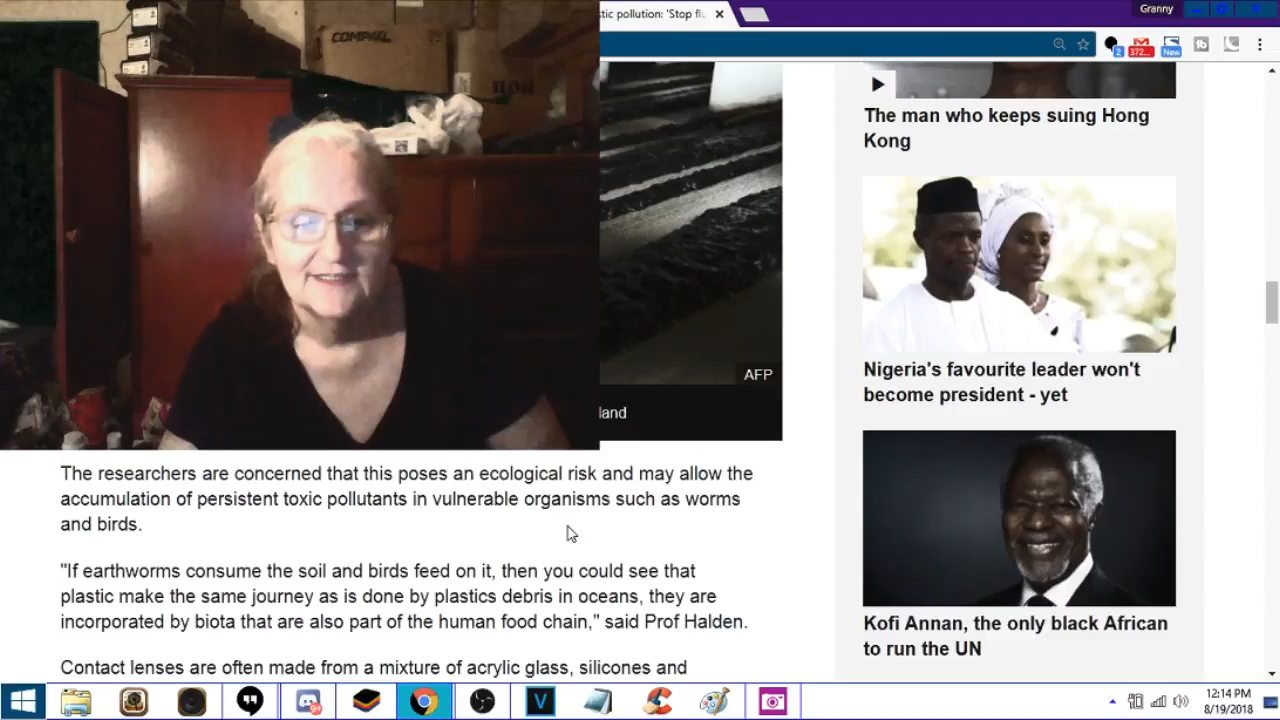 stic pollution: 'Stop flu
Granny
2
372...
New
COMPAQ
AFP
land
The researchers are concerned that this poses an ecological risk and may allow the
accumulation of persistent toxic pollutants in vulnerable organisms such as worms
and birds.
"If earthworms consume the soil and birds feed on it, then you could see that
plastic make the same journey as is done by plastics debris in oceans, they are
incorporated by biota that are also part of the human food chain," said Prof Halden.
Contact lenses are often made from a mixture of acrylic glass, silicones and
The man who keeps suing Hong
Kong
Nigeria's favourite leader won't
become president - yet
Kofi Annan, the only black African
to run the UN
12:14 PM
8/19/2018